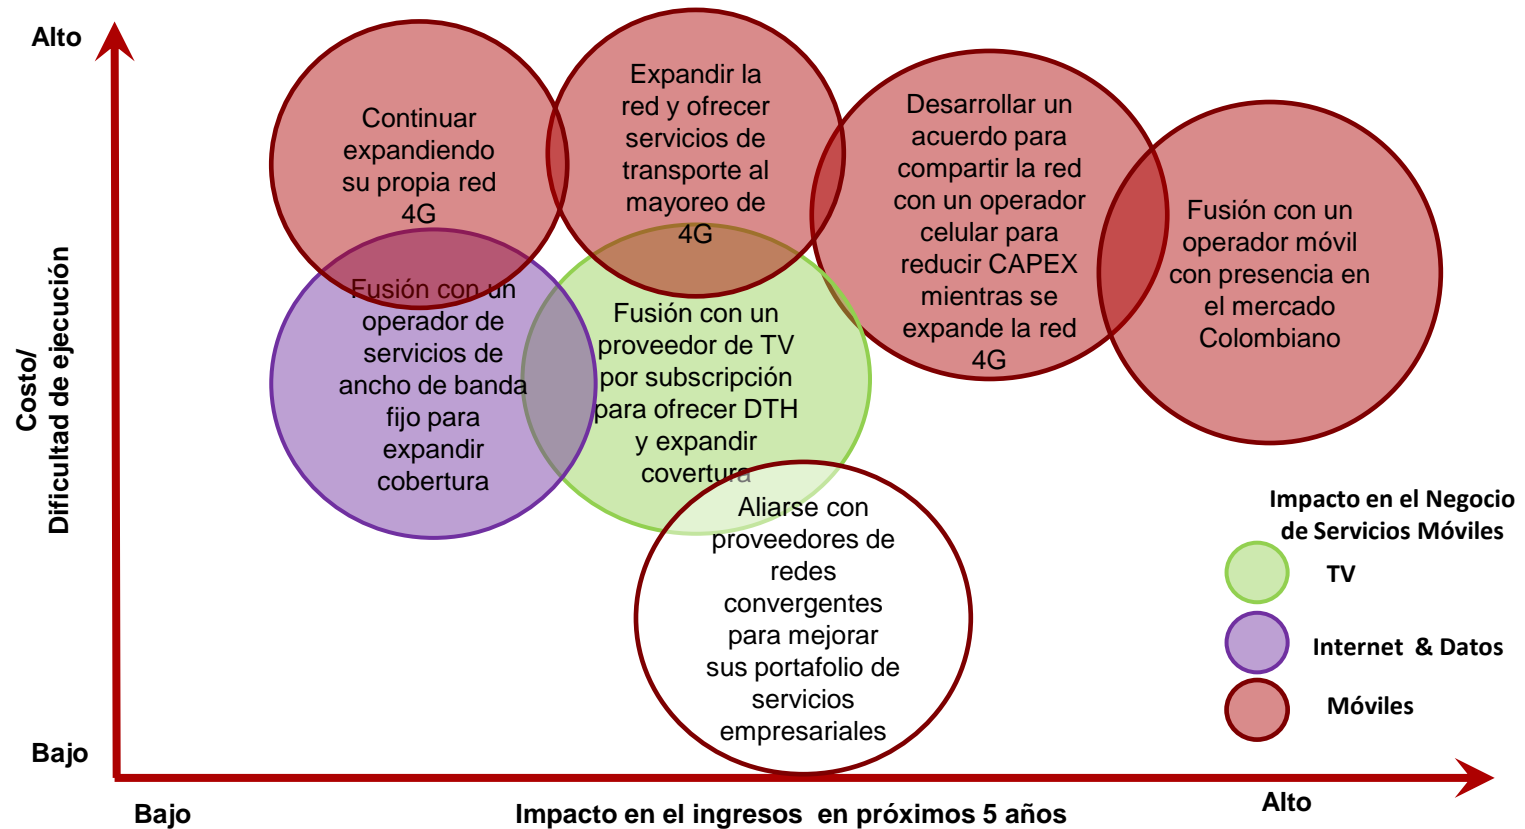 Alto
Costo/
Dificultad de ejecución
Bajo
Continuar
expandiendo
su propia red
4G
Expandir la
red y ofrecer
servicios de
transporte al
mayoreo de
4G
Desarrollar un
acuerdo para
compartir la red
con un operador
celular para
reducir CAPEX
mientras se
expande la red
4G
Fusión con un
operador móvil
con presencia en
el mercado
Colombiano
Fusión con un
operador de
servicios de
ancho de banda
fijo para
expandir
cobertura
Fusión con un
proveedor de TV
por subscripción
para ofrecer DTH
y expandir
covertura
Aliarse con
proveedores de
redes
convergentes
para mejorar
sus portafolio de
servicios
empresariales
Impacto en el Negocio
de Servicios Móviles
TV
Internet & Datos
Móviles
Bajo
Impacto en el ingresos en próximos 5 años
Alto